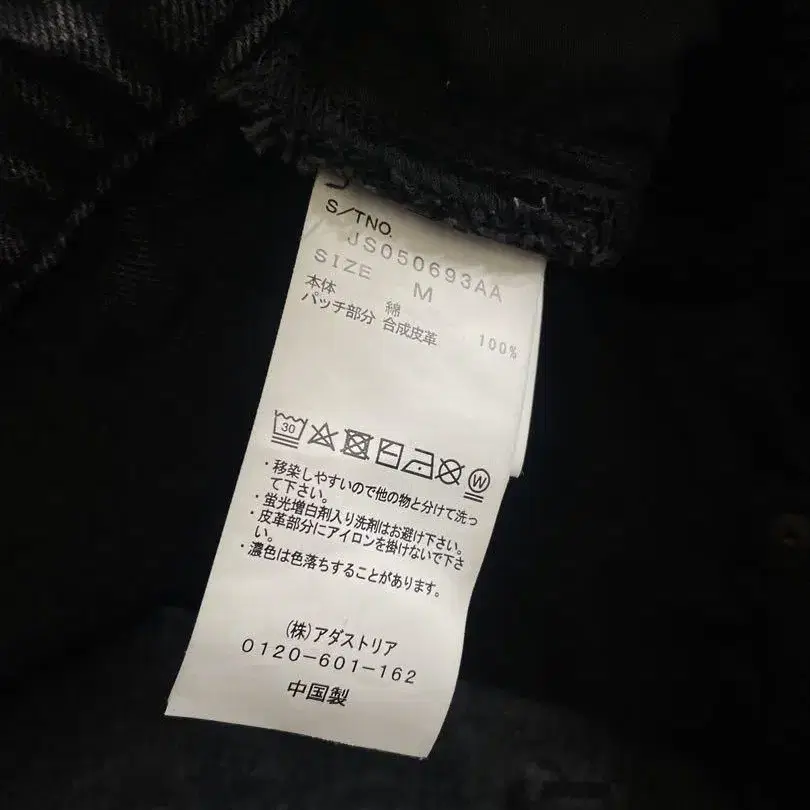 S/TNO.
JS050693AA
SIZE M
本体 綿 100%
パッチ部分 合成皮革
30
W
・移染しやすいので他の物と分けて洗っ
て下さい。
・蛍光増白剤入り洗剤はお避け下さい。
・皮革部分にアイロンを掛けないで下さ
い。
・濃色は色落ちすることがあります。
(株)アダストリア
0120-601-162
中国製